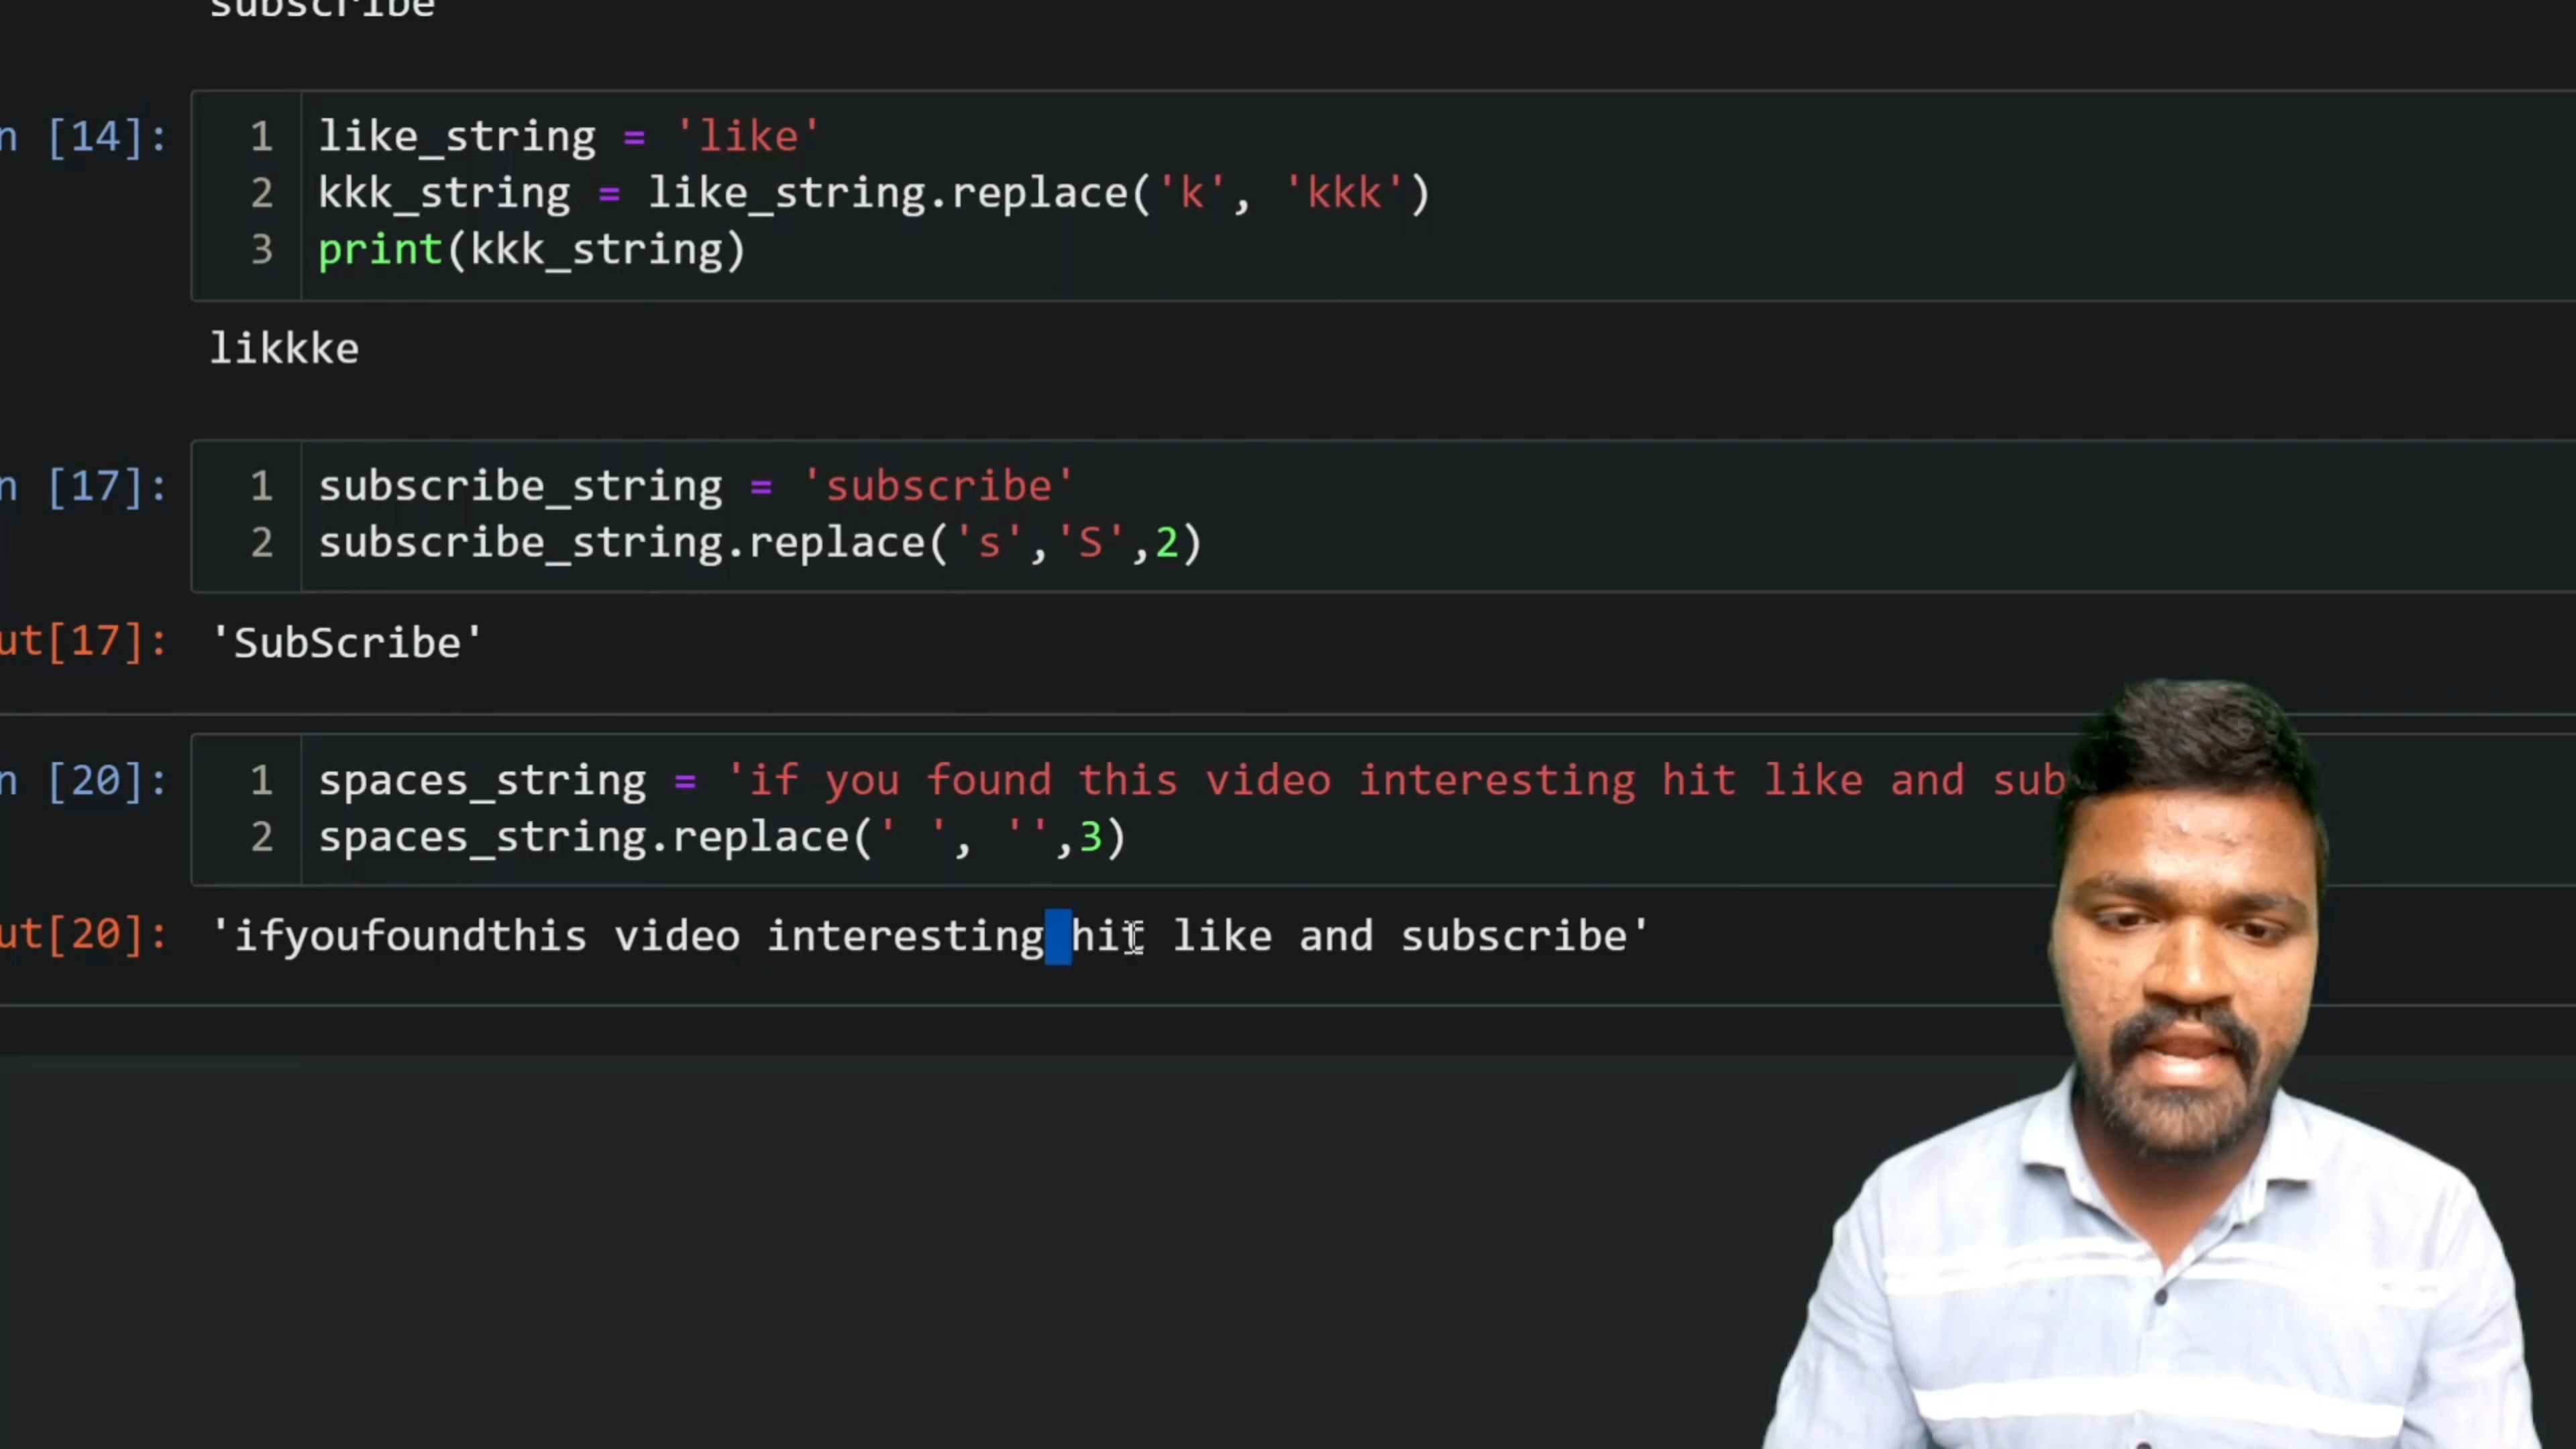 subscribe
n [14]:
1 like_string = 'like'
2 kkk_string = like_string.replace('k', 'kkk')
3 print(kkk_string)
likkke
n [17]:
1 subscribe_string = 'subscribe'
2 subscribe_string.replace('s','S',2)
ut[17]: 'SubScribe'
n [20]:
1 spaces_string = 'if you found this video interesting hit like and sub
2 spaces_string.replace(' ', '',3)
ut[20]: 'ifyoufoundthis video interesting hit like and subscribe'